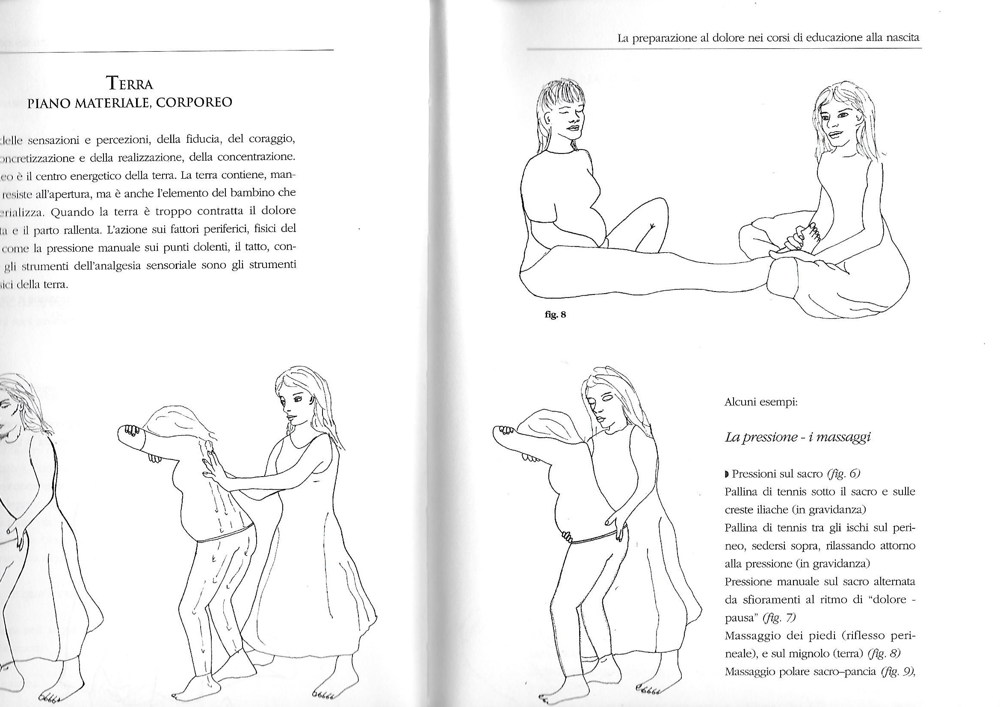 TERRA
PIANO MATERIALE, CORPOREO
delle sensazioni e percezioni, della fiducia, del coraggio,
oncretizzazione e della realizzazione, della concentrazione.
co è il centro energetico della terra. La terra contiene, man-
resiste all'apertura, ma è anche l'elemento del bambino che
erializza. Quando la terra è troppo contratta il dolore
ta e il parto rallenta. L'azione sui fattori periferici, fisici del
come la pressione manuale sui punti dolenti, il tatto, con-
gli strumenti dell'analgesia sensoriale sono gli strumenti
sici della terra.
La preparazione al dolore nei corsi di educazione alla nascita
fig. 8
Alcuni esempi:
La pressione - i massaggi
◗ Pressioni sul sacro (fig. 6)
Pallina di tennis sotto il sacro e sulle
creste iliache (in gravidanza)
Pallina di tennis tra gli ischi sul peri-
neo, sedersi sopra, rilassando attorno
alla pressione (in gravidanza)
Pressione manuale sul sacro alternata
da sfioramenti al ritmo di “dolore -
pausa” (fig. 7)
Massaggio dei piedi (riflesso peri-
neale), e sul mignolo (terra) (fig. 8)
Massaggio polare sacro–pancia (fig. 9),